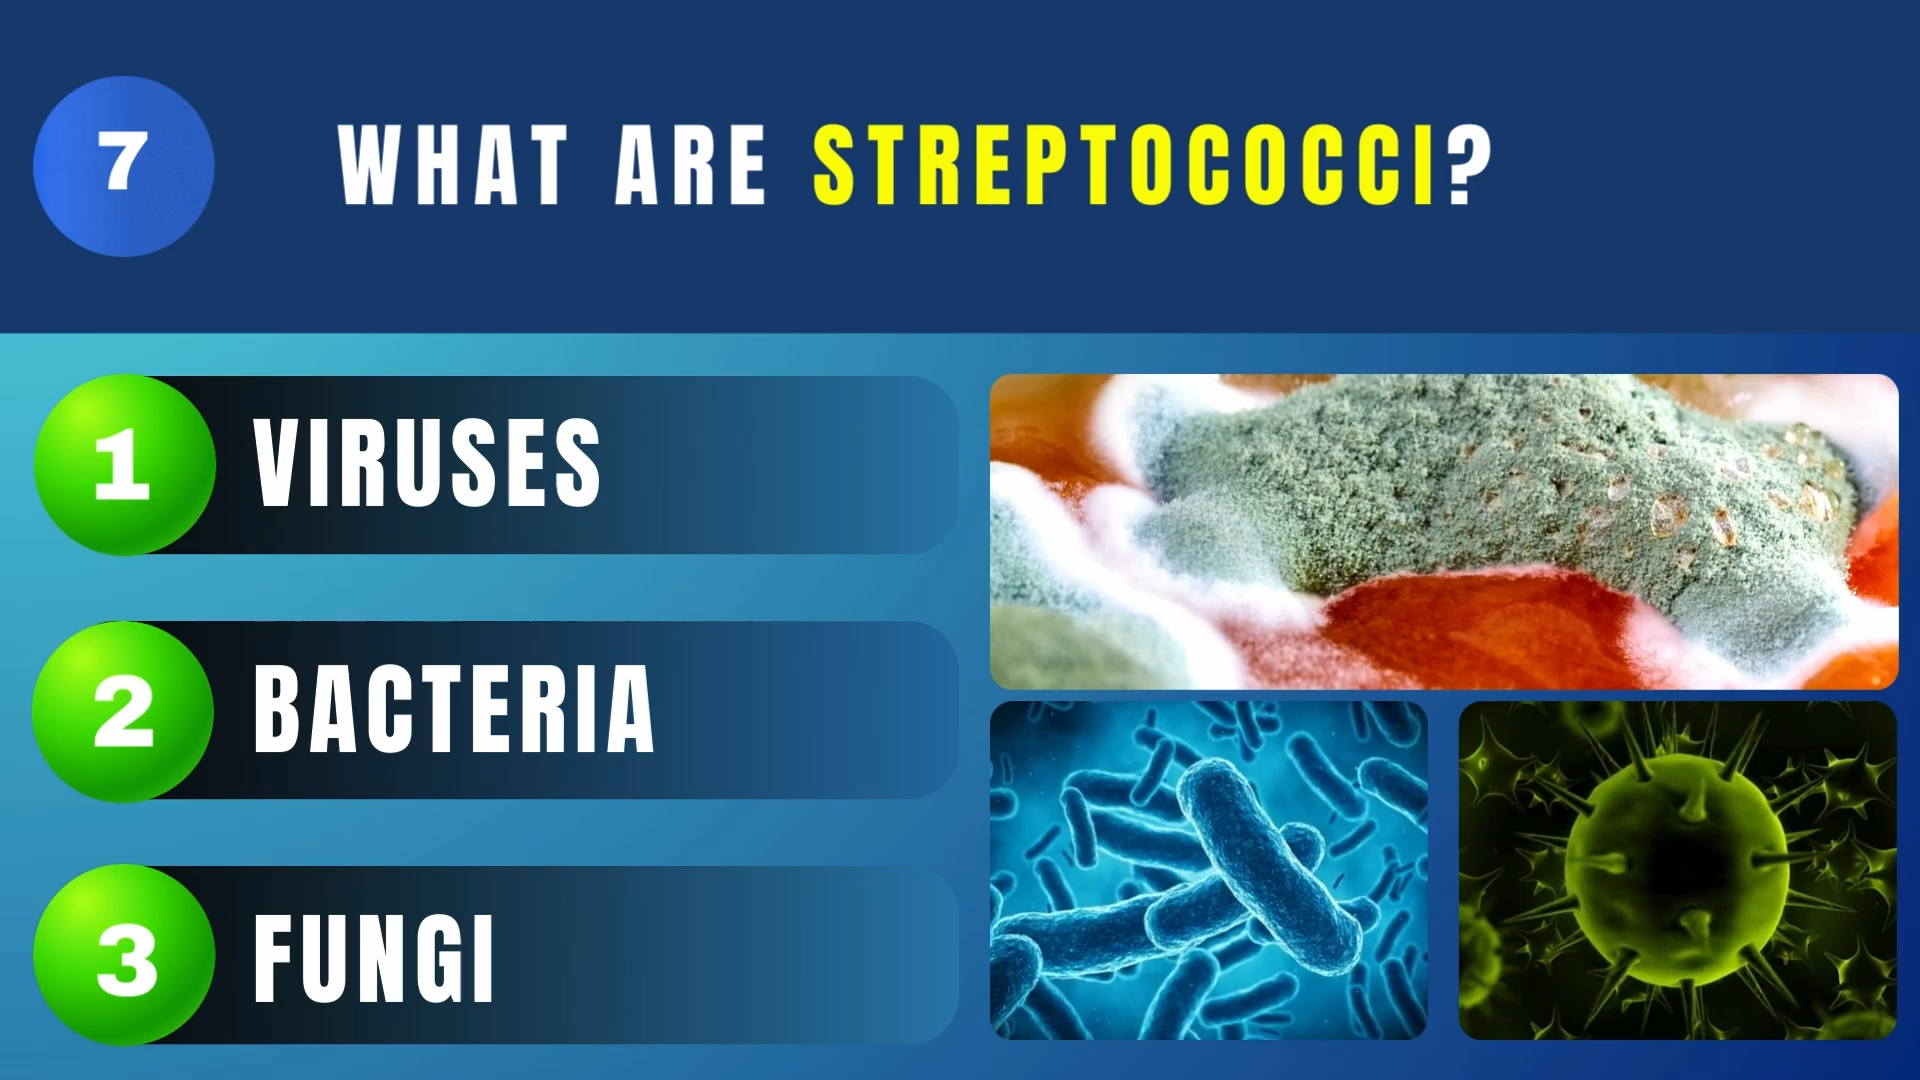 7
WHAT ARE STREPTOCOCCI?
1
VIRUSES
2
BACTERIA
3
FUNGI